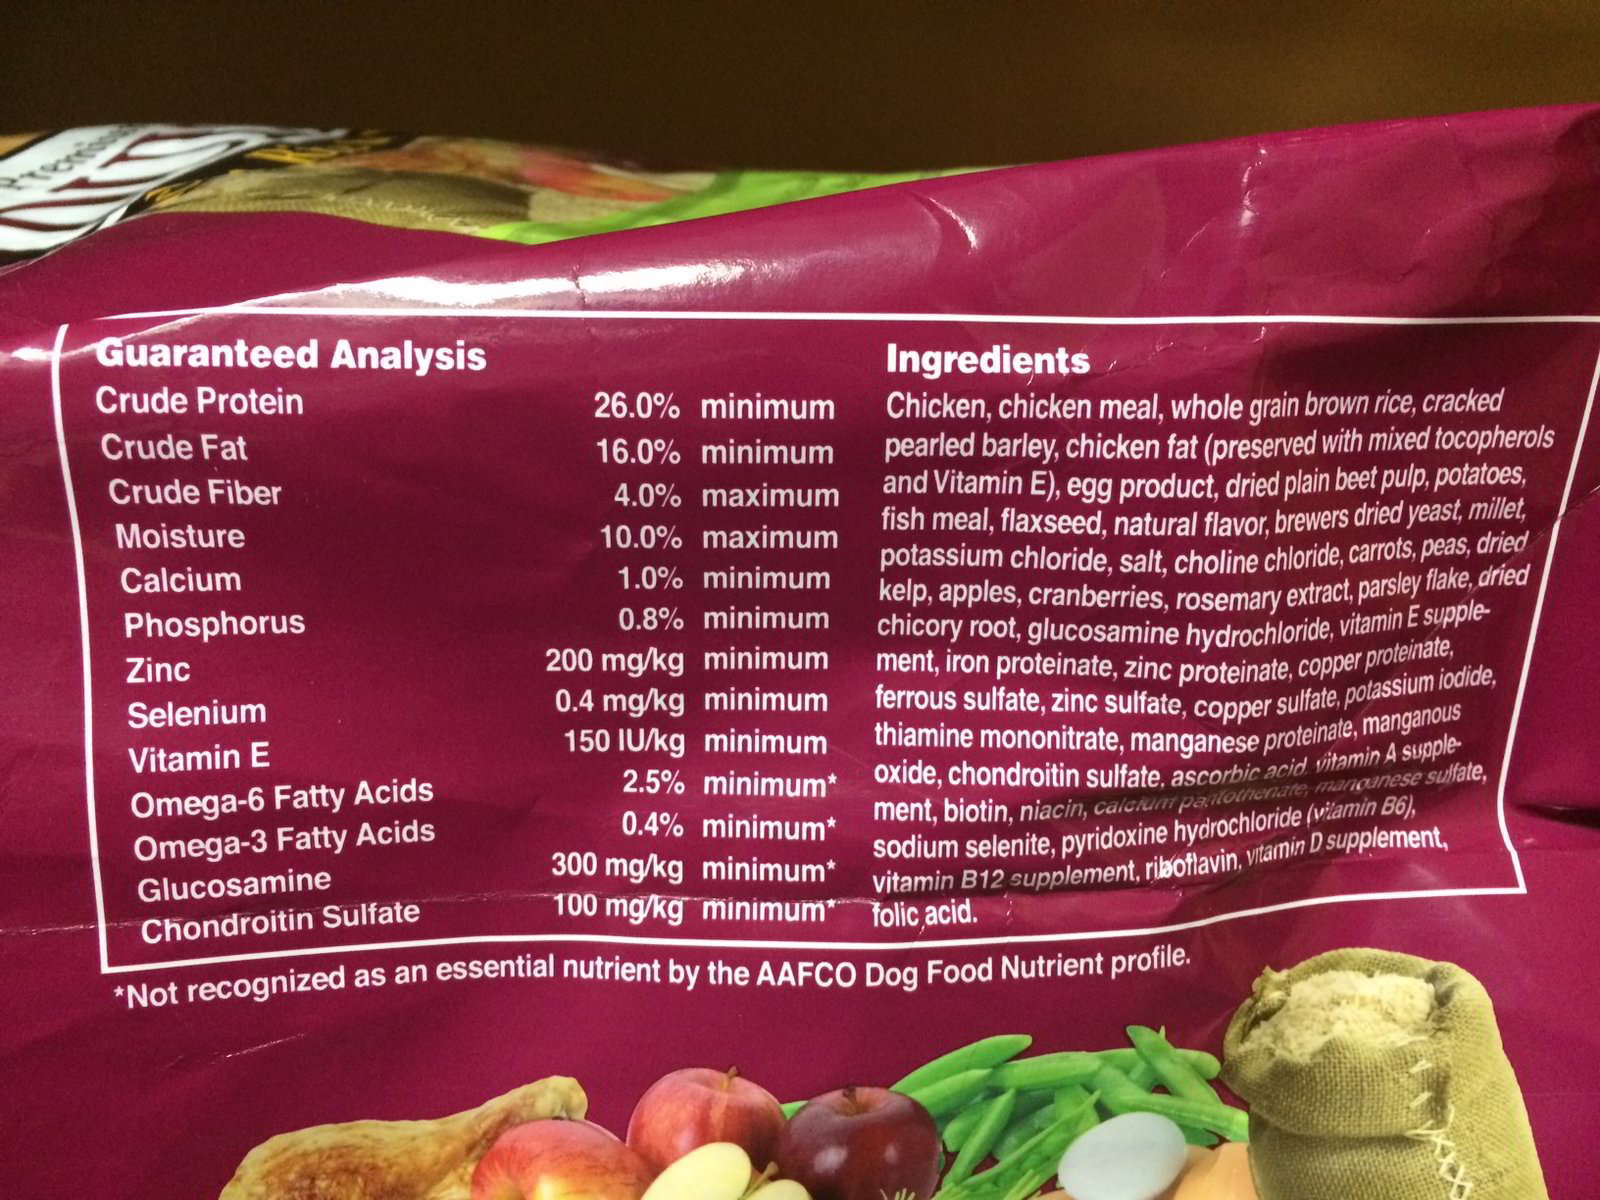 Premium
Guaranteed Analysis
Crude Protein 26.0% minimum
Crude Fat 16.0% minimum
Crude Fiber 4.0% maximum
Moisture 10.0% maximum
Calcium 1.0% minimum
Phosphorus 0.8% minimum
Zinc 200 mg/kg minimum
Selenium 0.4 mg/kg minimum
Vitamin E 150 IU/kg minimum
Omega-6 Fatty Acids 2.5% minimum*
Omega-3 Fatty Acids 0.4% minimum*
Glucosamine 300 mg/kg minimum*
Chondroitin Sulfate 100 mg/kg minimum*
Ingredients
Chicken, chicken meal, whole grain brown rice, cracked
pearled barley, chicken fat (preserved with mixed tocopherols
and Vitamin E), egg product, dried plain beet pulp, potatoes,
fish meal, flaxseed, natural flavor, brewers dried yeast, millet,
potassium chloride, salt, choline chloride, carrots, peas, dried
kelp, apples, cranberries, rosemary extract, parsley flake, dried
chicory root, glucosamine hydrochloride, vitamin E supple-
ment, iron proteinate, zinc proteinate, copper proteinate,
ferrous sulfate, zinc sulfate, copper sulfate, potassium iodide,
thiamine mononitrate, manganese proteinate, manganous
oxide, chondroitin sulfate, ascorbic acid, vitamin A supple-
ment, biotin, niacin, calcium pantothenate, manganese sulfate,
sodium selenite, pyridoxine hydrochloride (vitamin B6),
vitamin B12 supplement, riboflavin, vitamin D supplement,
folic acid.
*Not recognized as an essential nutrient by the AAFCO Dog Food Nutrient profile.